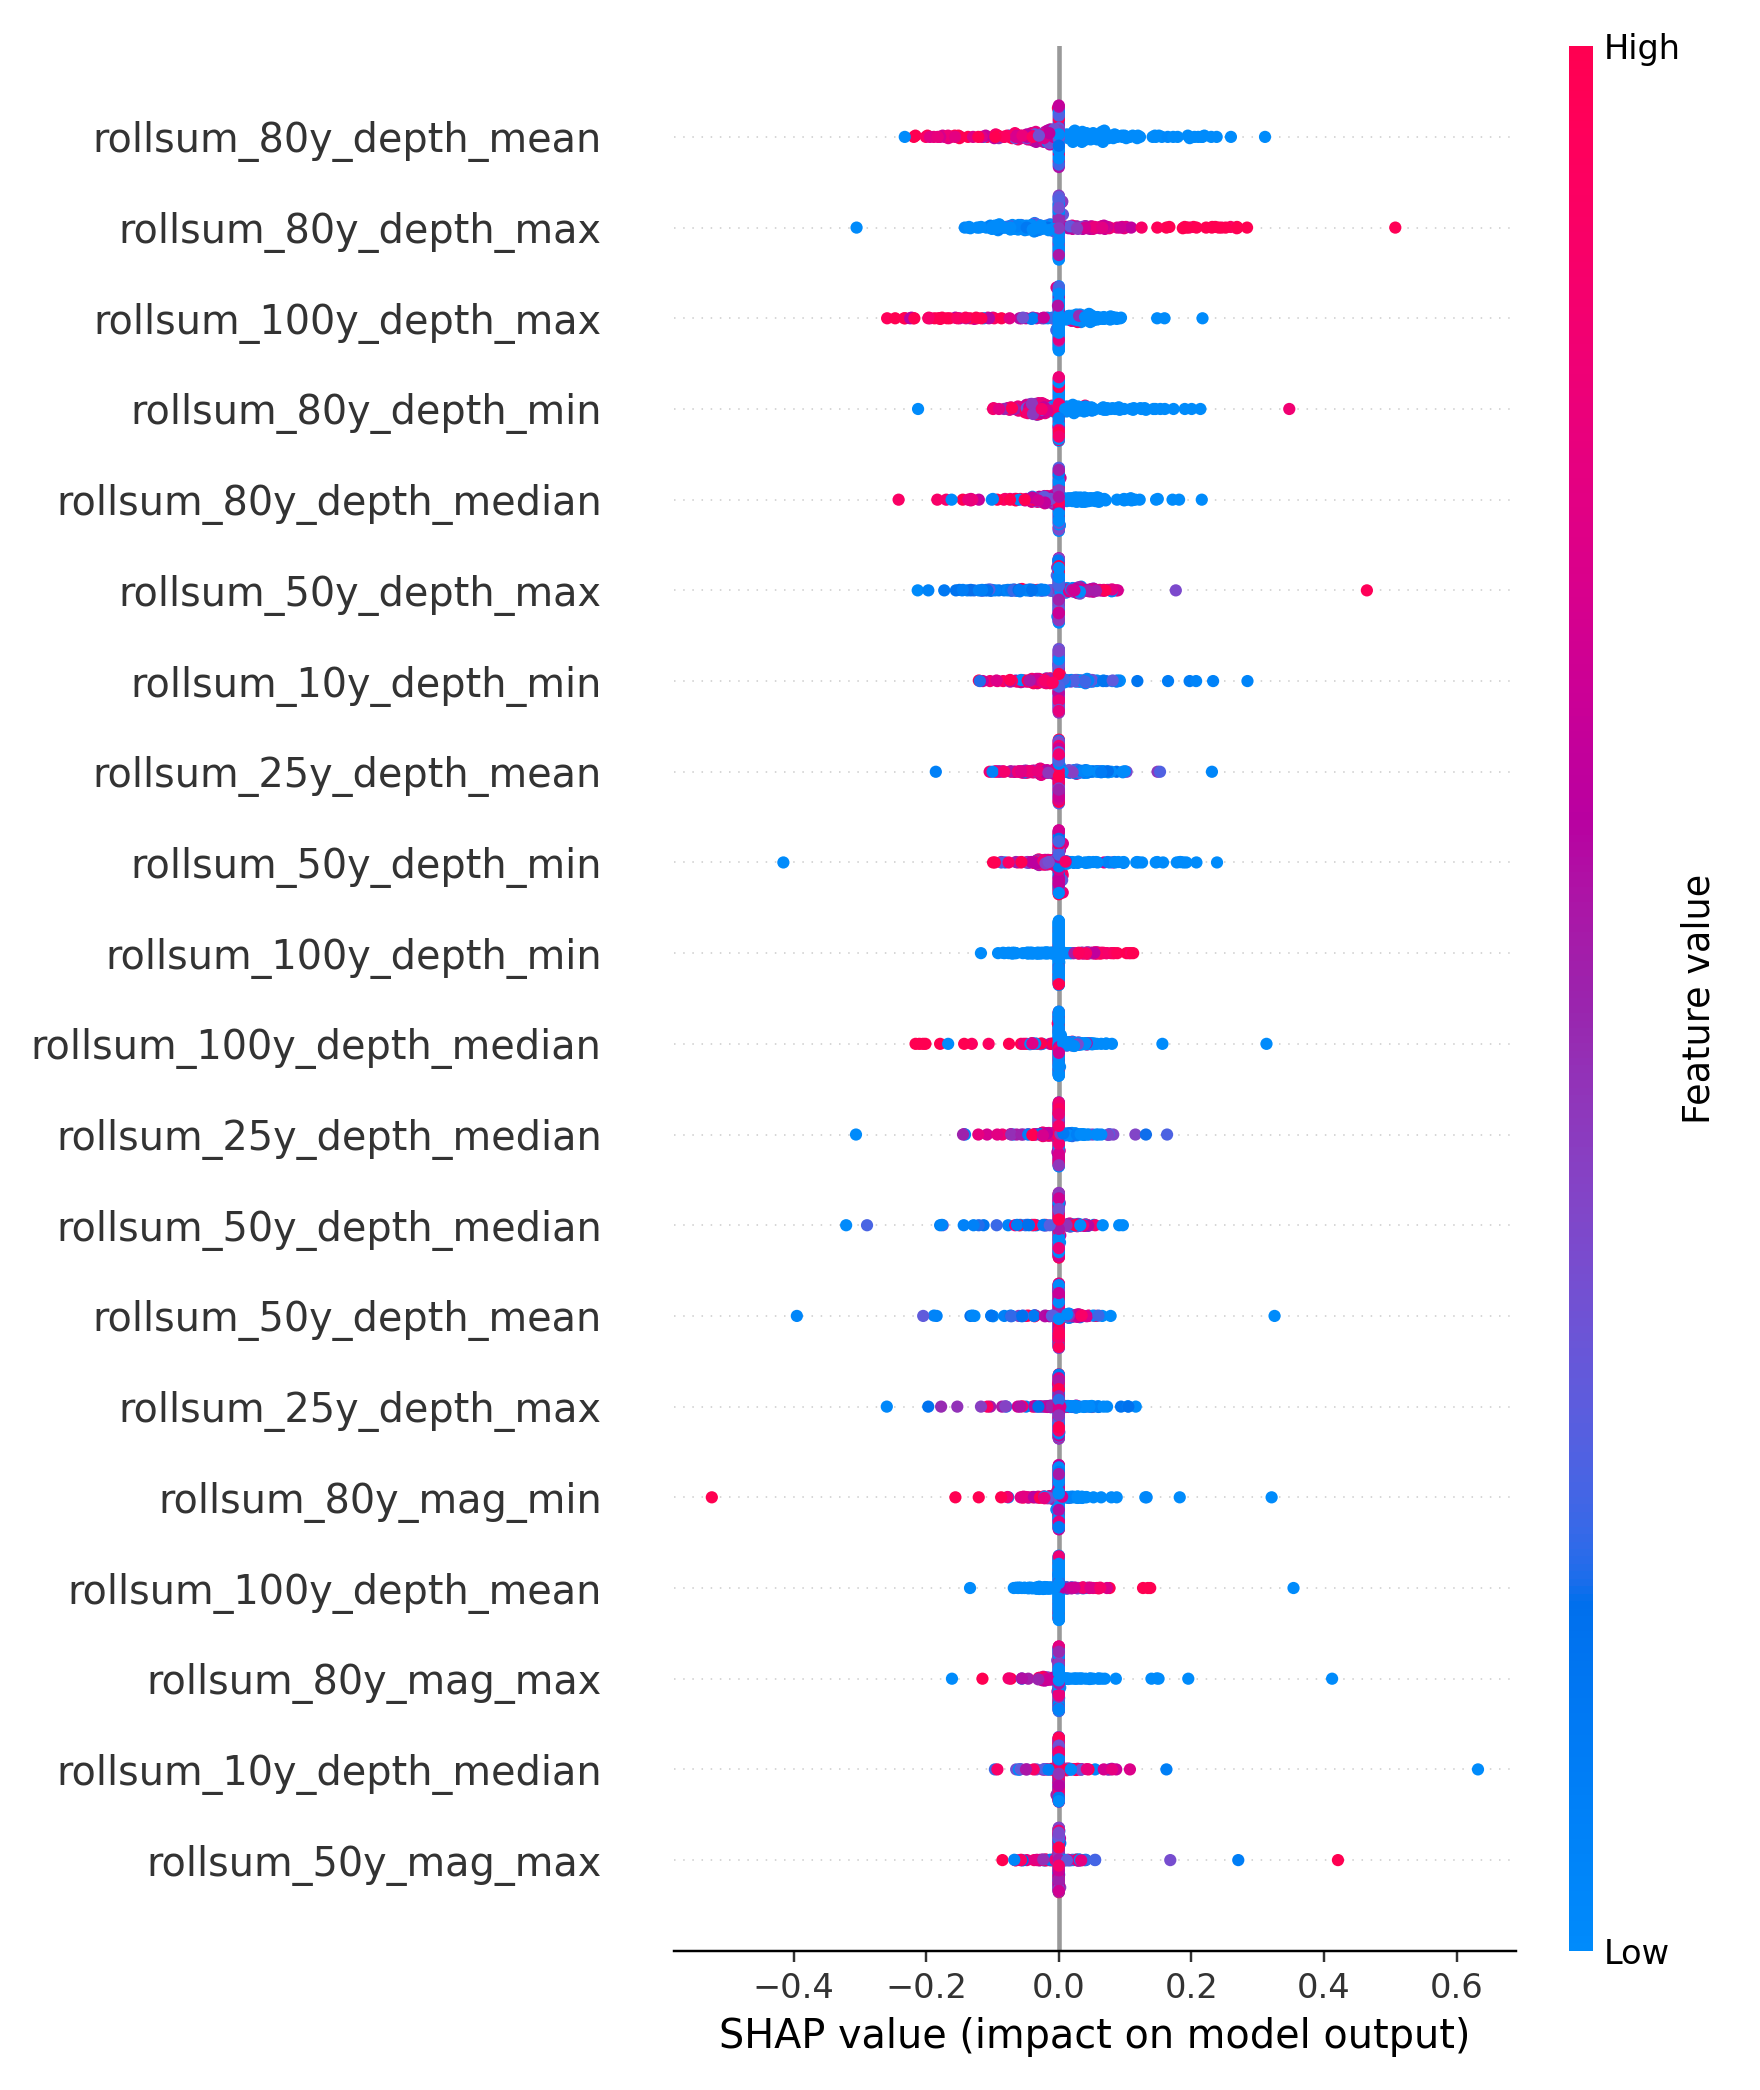 High
rollsum_80y_depth_mean
rollsum_80y_depth_max
rollsum_100y_depth_max
rollsum_80y_depth_min
rollsum_80y_depth_median
rollsum_50y_depth_max
rollsum_10y_depth_min
rollsum_25y_depth_mean
rollsum_50y_depth_min
rollsum_100y_depth_min
rollsum_100y_depth_median
rollsum_25y_depth_median
rollsum_50y_depth_median
rollsum_50y_depth_mean
rollsum_25y_depth_max
rollsum_80y_mag_min
rollsum_100y_depth_mean
rollsum_80y_mag_max
rollsum_10y_depth_median
rollsum_50y_mag_max
Feature value
Low
−0.4 −0.2 0.0 0.2 0.4 0.6
SHAP value (impact on model output)